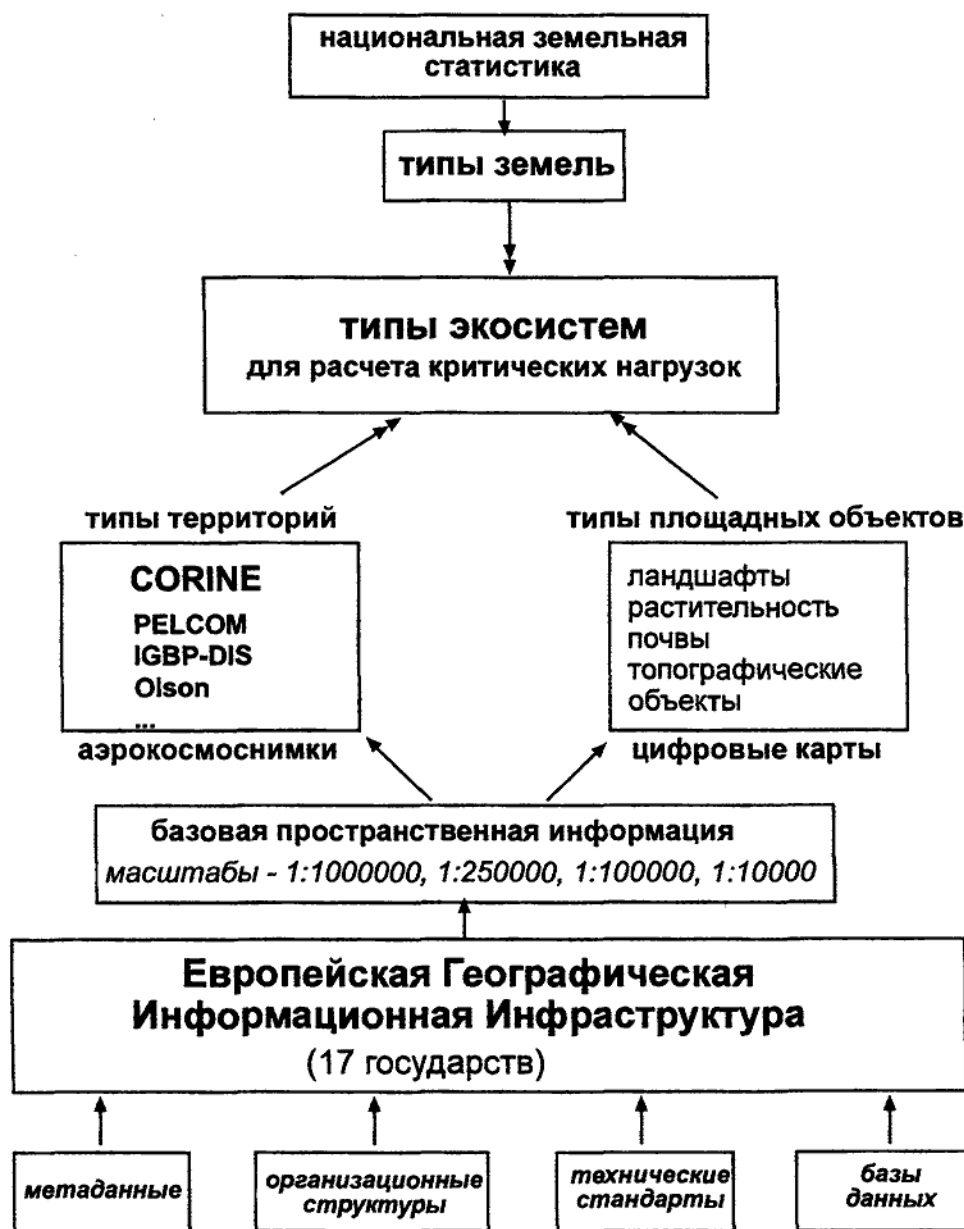 национальная земельная
статистика
типы земель
типы экосистем
для расчета критических нагрузок
типы территорий
CORINE
PELCOM
IGBP-DIS
Olson
...
аэрокосмоснимки
типы площадных объектов
ландшафты
растительность
почвы
топографические
объекты
цифровые карты
базовая пространственная информация
масштабы - 1:1000000, 1:250000, 1:100000, 1:10000
Европейская Географическая
Информационная Инфраструктура
(17 государств)
метаданные
организационные
структуры
технические
стандарты
базы
данных